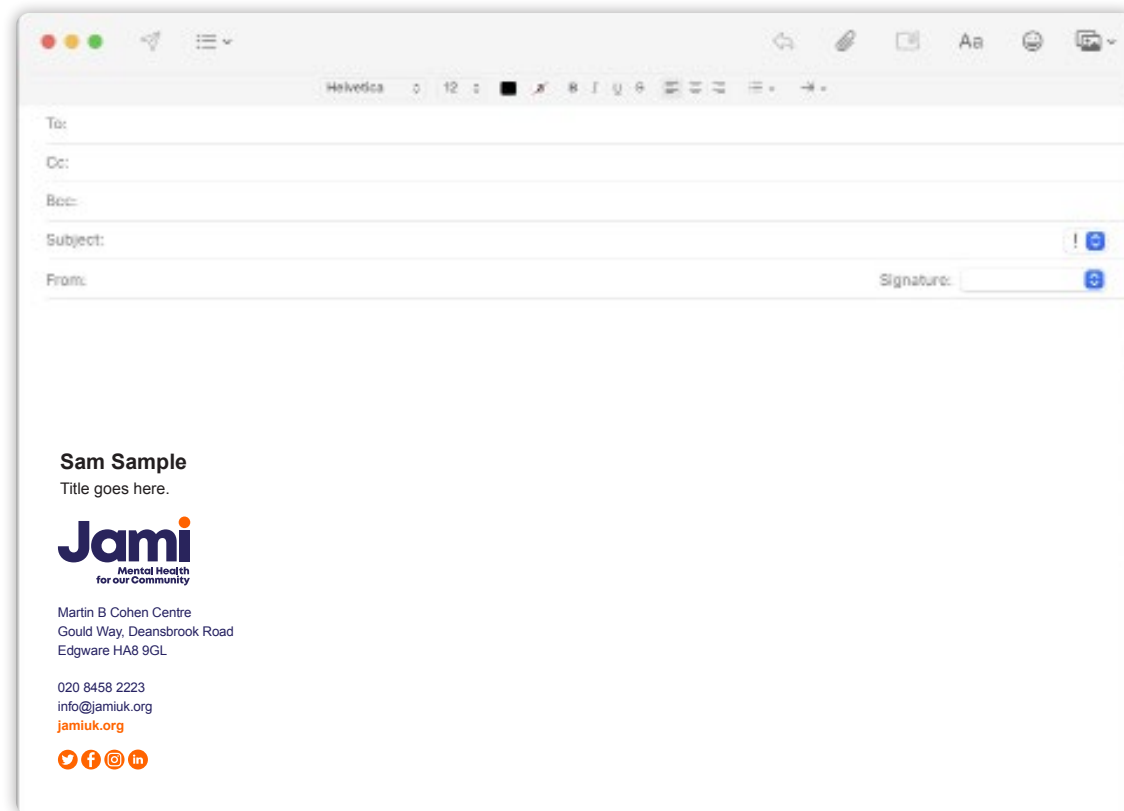 Helvetica 12 B I U S Aa
To:
Cc:
Bcc:
Subject: !
From: Signature:
Sam Sample
Title goes here.
Jami
Mental Health
for our Community
Martin B Cohen Centre
Gould Way, Deansbrook Road
Edgware HA8 9GL
020 8458 2223
info@jamiuk.org
jamiuk.org